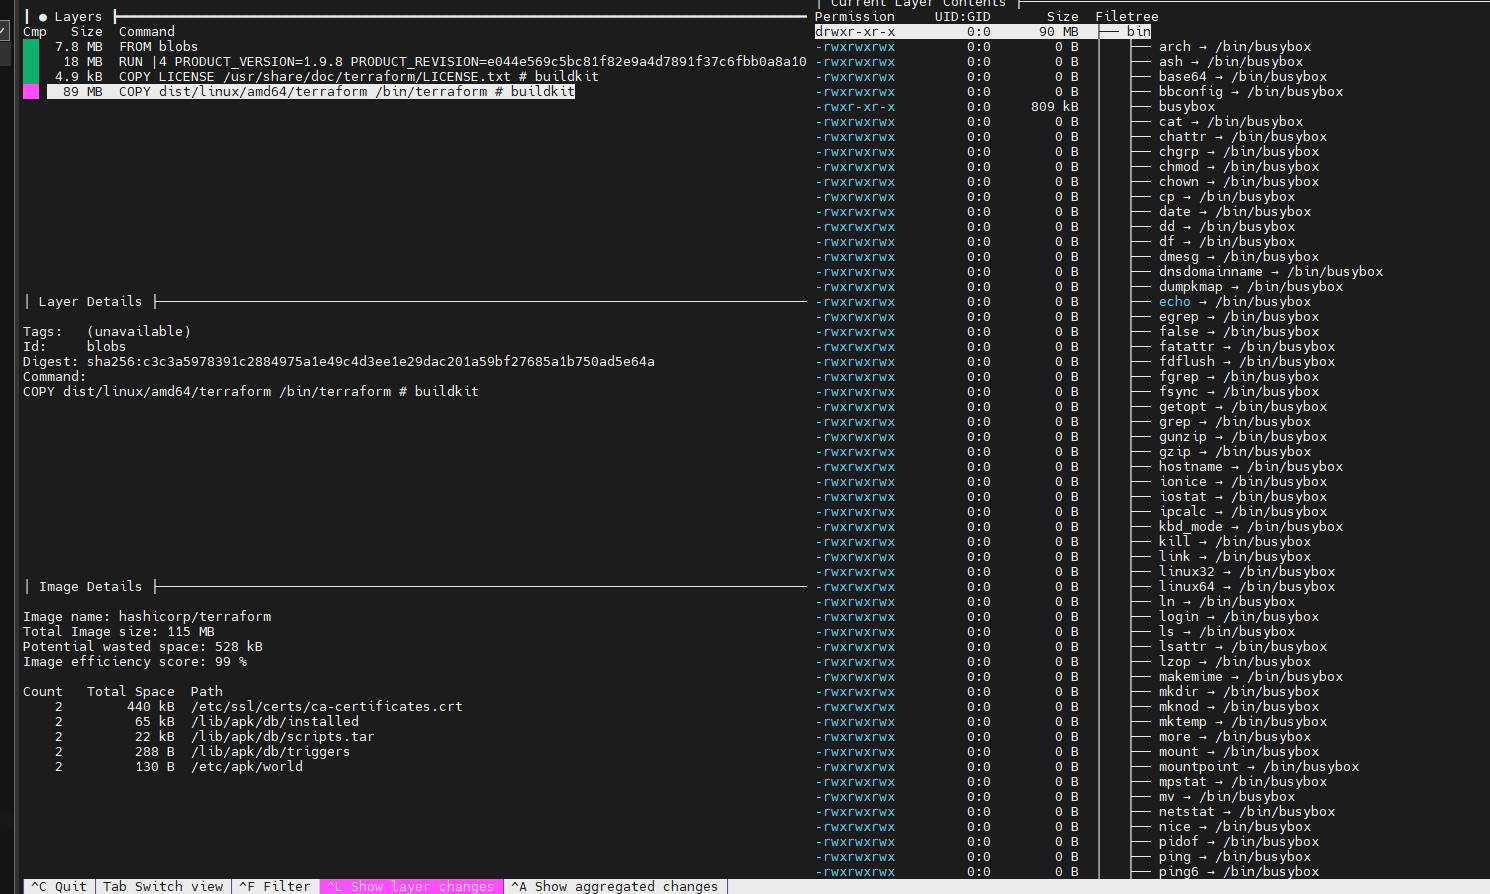 ● Layers
Cmp Size Command
7.8 MB FROM blobs
18 MB RUN |4 PRODUCT_VERSION=1.9.8 PRODUCT_REVISION=e044e569c5bc81f82e9a4d7891f37c6fbb0a8a10
4.9 kB COPY LICENSE /usr/share/doc/terraform/LICENSE.txt # buildkit
89 MB COPY dist/linux/amd64/terraform /bin/terraform # buildkit
Layer Details
Tags: (unavailable)
Id: blobs
Digest: sha256:c3c3a5978391c2884975a1e49c4d3ee1e29dac201a59bf27685a1b750ad5e64a
Command:
COPY dist/linux/amd64/terraform /bin/terraform # buildkit
Image Details
Image name: hashicorp/terraform
Total Image size: 115 MB
Potential wasted space: 528 kB
Image efficiency score: 99 %
Count Total Space Path
2 440 kB /etc/ssl/certs/ca-certificates.crt
2 65 kB /lib/apk/db/installed
2 22 kB /lib/apk/db/scripts.tar
2 288 B /lib/apk/db/triggers
2 130 B /etc/apk/world
Current Layer Contents
Permission UID:GID Size Filetree
drwxr-xr-x 0:0 90 MB ├── bin
-rwxrwxrwx 0:0 0 B │ ├── arch → /bin/busybox
-rwxrwxrwx 0:0 0 B │ ├── ash → /bin/busybox
-rwxrwxrwx 0:0 0 B │ ├── base64 → /bin/busybox
-rwxrwxrwx 0:0 0 B │ ├── bbconfig → /bin/busybox
-rwxr-xr-x 0:0 809 kB │ ├── busybox
-rwxrwxrwx 0:0 0 B │ ├── cat → /bin/busybox
-rwxrwxrwx 0:0 0 B │ ├── chattr → /bin/busybox
-rwxrwxrwx 0:0 0 B │ ├── chgrp → /bin/busybox
-rwxrwxrwx 0:0 0 B │ ├── chmod → /bin/busybox
-rwxrwxrwx 0:0 0 B │ ├── chown → /bin/busybox
-rwxrwxrwx 0:0 0 B │ ├── cp → /bin/busybox
-rwxrwxrwx 0:0 0 B │ ├── date → /bin/busybox
-rwxrwxrwx 0:0 0 B │ ├── dd → /bin/busybox
-rwxrwxrwx 0:0 0 B │ ├── df → /bin/busybox
-rwxrwxrwx 0:0 0 B │ ├── dmesg → /bin/busybox
-rwxrwxrwx 0:0 0 B │ ├── dnsdomainname → /bin/busybox
-rwxrwxrwx 0:0 0 B │ ├── dumpkmap → /bin/busybox
-rwxrwxrwx 0:0 0 B │ ├── echo → /bin/busybox
-rwxrwxrwx 0:0 0 B │ ├── egrep → /bin/busybox
-rwxrwxrwx 0:0 0 B │ ├── false → /bin/busybox
-rwxrwxrwx 0:0 0 B │ ├── fatattr → /bin/busybox
-rwxrwxrwx 0:0 0 B │ ├── fdflush → /bin/busybox
-rwxrwxrwx 0:0 0 B │ ├── fgrep → /bin/busybox
-rwxrwxrwx 0:0 0 B │ ├── fsync → /bin/busybox
-rwxrwxrwx 0:0 0 B │ ├── getopt → /bin/busybox
-rwxrwxrwx 0:0 0 B │ ├── grep → /bin/busybox
-rwxrwxrwx 0:0 0 B │ ├── gunzip → /bin/busybox
-rwxrwxrwx 0:0 0 B │ ├── gzip → /bin/busybox
-rwxrwxrwx 0:0 0 B │ ├── hostname → /bin/busybox
-rwxrwxrwx 0:0 0 B │ ├── ionice → /bin/busybox
-rwxrwxrwx 0:0 0 B │ ├── iostat → /bin/busybox
-rwxrwxrwx 0:0 0 B │ ├── ipcalc → /bin/busybox
-rwxrwxrwx 0:0 0 B │ ├── kbd_mode → /bin/busybox
-rwxrwxrwx 0:0 0 B │ ├── kill → /bin/busybox
-rwxrwxrwx 0:0 0 B │ ├── link → /bin/busybox
-rwxrwxrwx 0:0 0 B │ ├── linux32 → /bin/busybox
-rwxrwxrwx 0:0 0 B │ ├── linux64 → /bin/busybox
-rwxrwxrwx 0:0 0 B │ ├── ln → /bin/busybox
-rwxrwxrwx 0:0 0 B │ ├── login → /bin/busybox
-rwxrwxrwx 0:0 0 B │ ├── ls → /bin/busybox
-rwxrwxrwx 0:0 0 B │ ├── lsattr → /bin/busybox
-rwxrwxrwx 0:0 0 B │ ├── lzop → /bin/busybox
-rwxrwxrwx 0:0 0 B │ ├── makemime → /bin/busybox
-rwxrwxrwx 0:0 0 B │ ├── mkdir → /bin/busybox
-rwxrwxrwx 0:0 0 B │ ├── mknod → /bin/busybox
-rwxrwxrwx 0:0 0 B │ ├── mktemp → /bin/busybox
-rwxrwxrwx 0:0 0 B │ ├── more → /bin/busybox
-rwxrwxrwx 0:0 0 B │ ├── mount → /bin/busybox
-rwxrwxrwx 0:0 0 B │ ├── mountpoint → /bin/busybox
-rwxrwxrwx 0:0 0 B │ ├── mpstat → /bin/busybox
-rwxrwxrwx 0:0 0 B │ ├── mv → /bin/busybox
-rwxrwxrwx 0:0 0 B │ ├── netstat → /bin/busybox
-rwxrwxrwx 0:0 0 B │ ├── nice → /bin/busybox
-rwxrwxrwx 0:0 0 B │ ├── pidof → /bin/busybox
-rwxrwxrwx 0:0 0 B │ ├── ping → /bin/busybox
-rwxrwxrwx 0:0 0 B │ ├── ping6 → /bin/busybox
^C Quit | Tab Switch view | ^F Filter | ^L Show layer changes | ^A Show aggregated changes